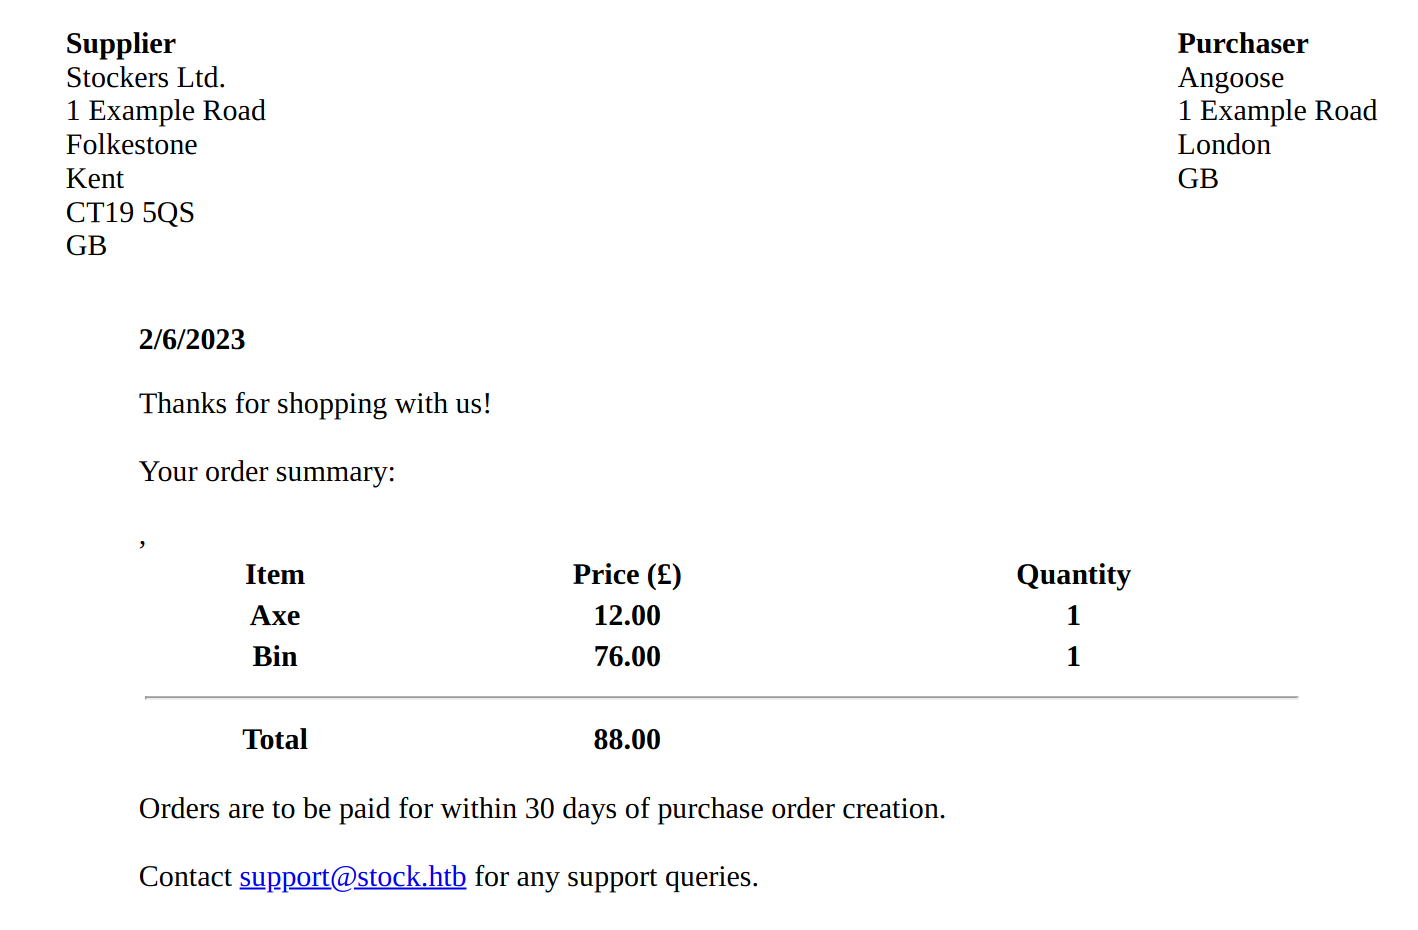 Supplier
Stockers Ltd.
1 Example Road
Folkestone
Kent
CT19 5QS
GB
Purchaser
Angoose
1 Example Road
London
GB
2/6/2023
Thanks for shopping with us!
Your order summary:
,
Item Price (£) Quantity
Axe 12.00 1
Bin 76.00 1
Total 88.00
Orders are to be paid for within 30 days of purchase order creation.
Contact support@stock.htb for any support queries.